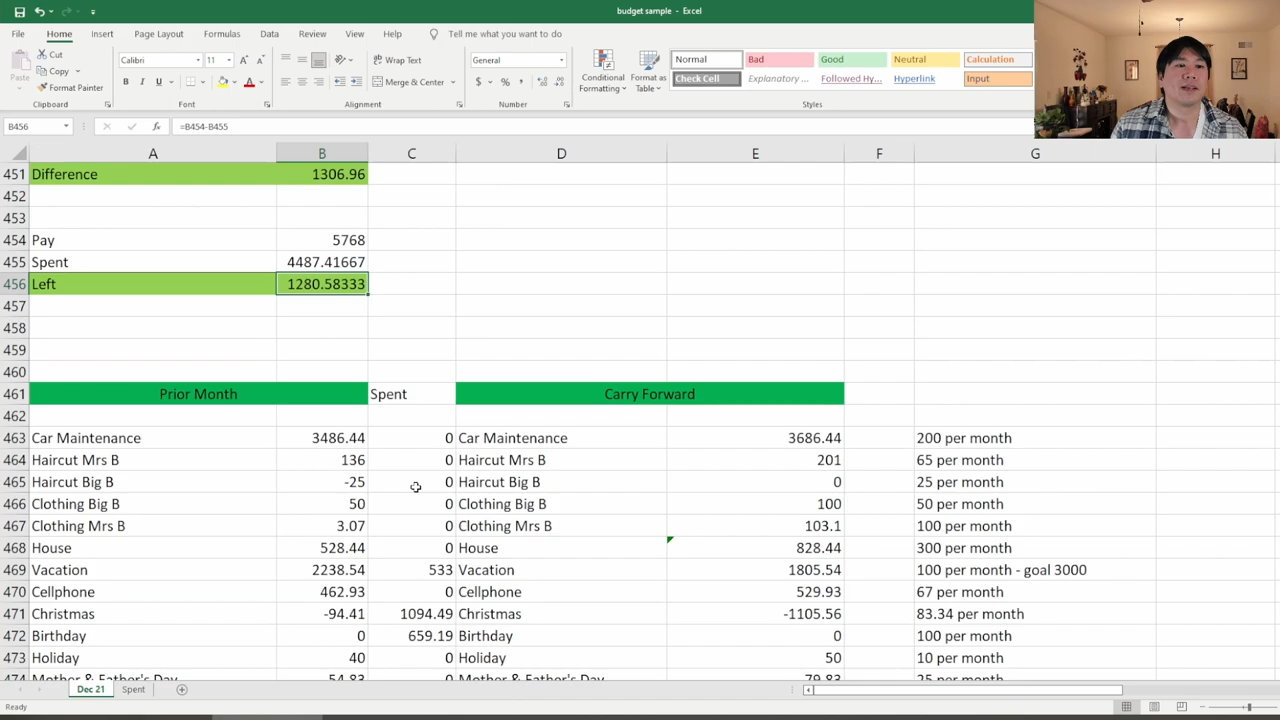 budget sample - Excel
File Home Insert Page Layout Formulas Data Review View Help Tell me what you want to do
Paste Cut Copy Format Painter Clipboard
Calibri 11 A A B I U A Font
Wrap Text Merge & Center Alignment
General $ % , Number
Conditional Formatting Format as Table
Normal Bad Good Neutral Calculation
Check Cell Explanatory ... Followed Hy... Hyperlink Input
Styles
B456 fx =B454-B455
A B C D E F G H
451 Difference 1306.96
452
453
454 Pay 5768
455 Spent 4487.41667
456 Left 1280.58333
457
458
459
460
461 Prior Month Spent Carry Forward
462
463 Car Maintenance 3486.44 0 Car Maintenance 3686.44 200 per month
464 Haircut Mrs B 136 0 Haircut Mrs B 201 65 per month
465 Haircut Big B -25 0 Haircut Big B 0 25 per month
466 Clothing Big B 50 0 Clothing Big B 100 50 per month
467 Clothing Mrs B 3.07 0 Clothing Mrs B 103.1 100 per month
468 House 528.44 0 House 828.44 300 per month
469 Vacation 2238.54 533 Vacation 1805.54 100 per month - goal 3000
470 Cellphone 462.93 0 Cellphone 529.93 67 per month
471 Christmas -94.41 1094.49 Christmas -1105.56 83.34 per month
472 Birthday 0 659.19 Birthday 0 100 per month
473 Holiday 40 0 Holiday 50 10 per month
474 Mother & Father's Day 54.83 0 Mother & Father's Day 79.83 25 per month
Dec 21 Spent
Ready